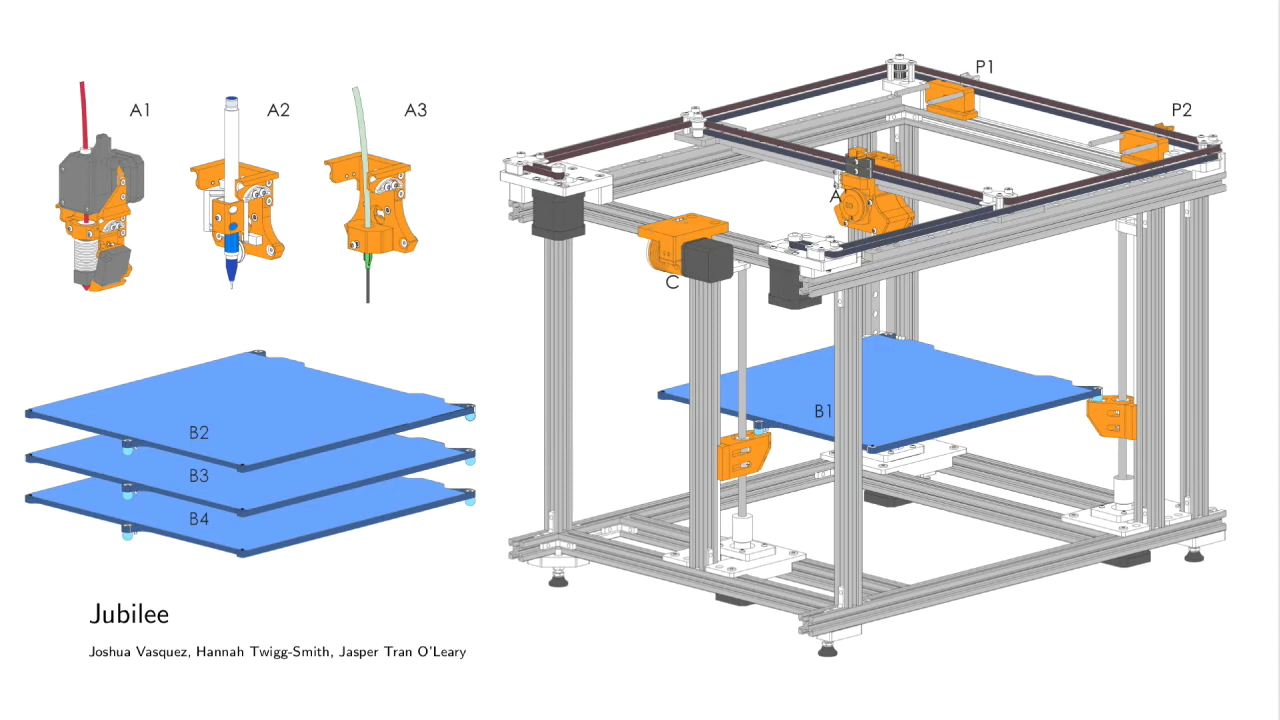 A1
A2
A3
P1
P2
A
C
B1
B2
B3
B4
Jubilee
Joshua Vasquez, Hannah Twigg-Smith, Jasper Tran O'Leary